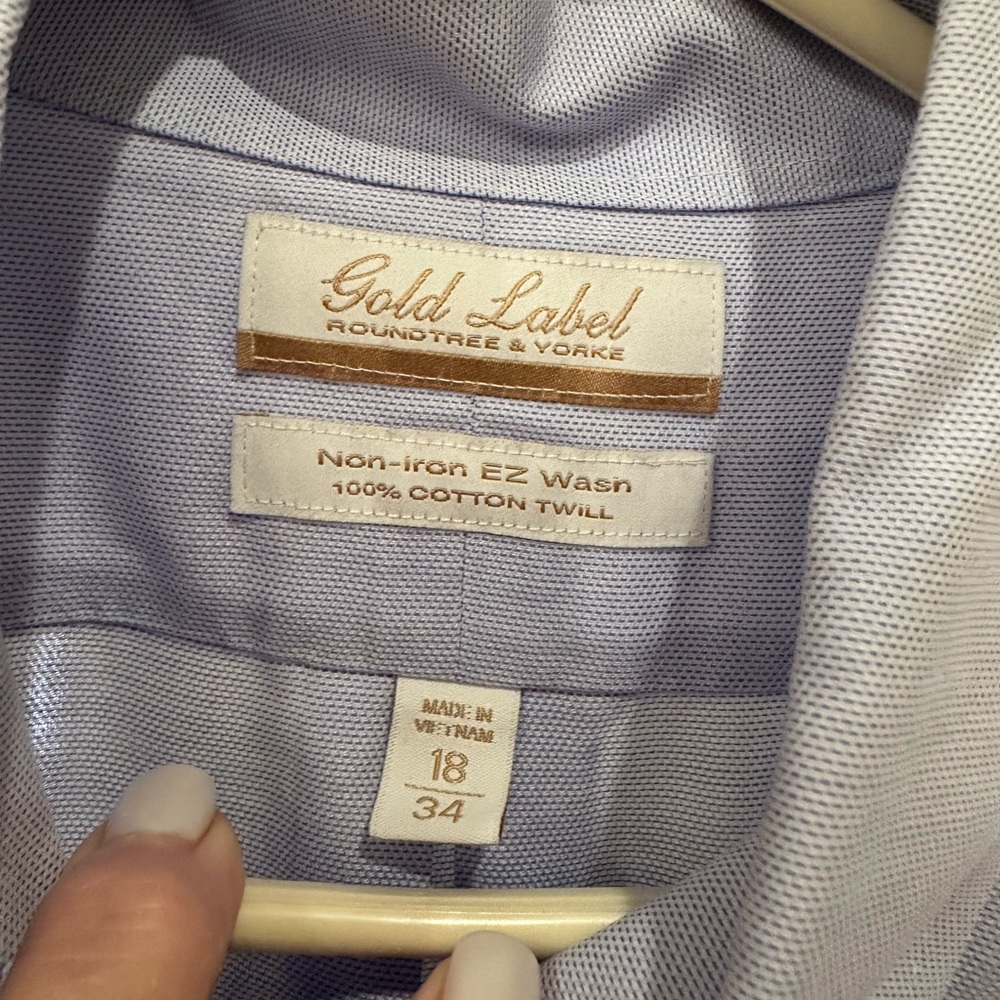 Gold Label
ROUNDTREE & YORKE
Non-Iron EZ Wash
100% COTTON TWILL
MADE IN
VIETNAM
18
34